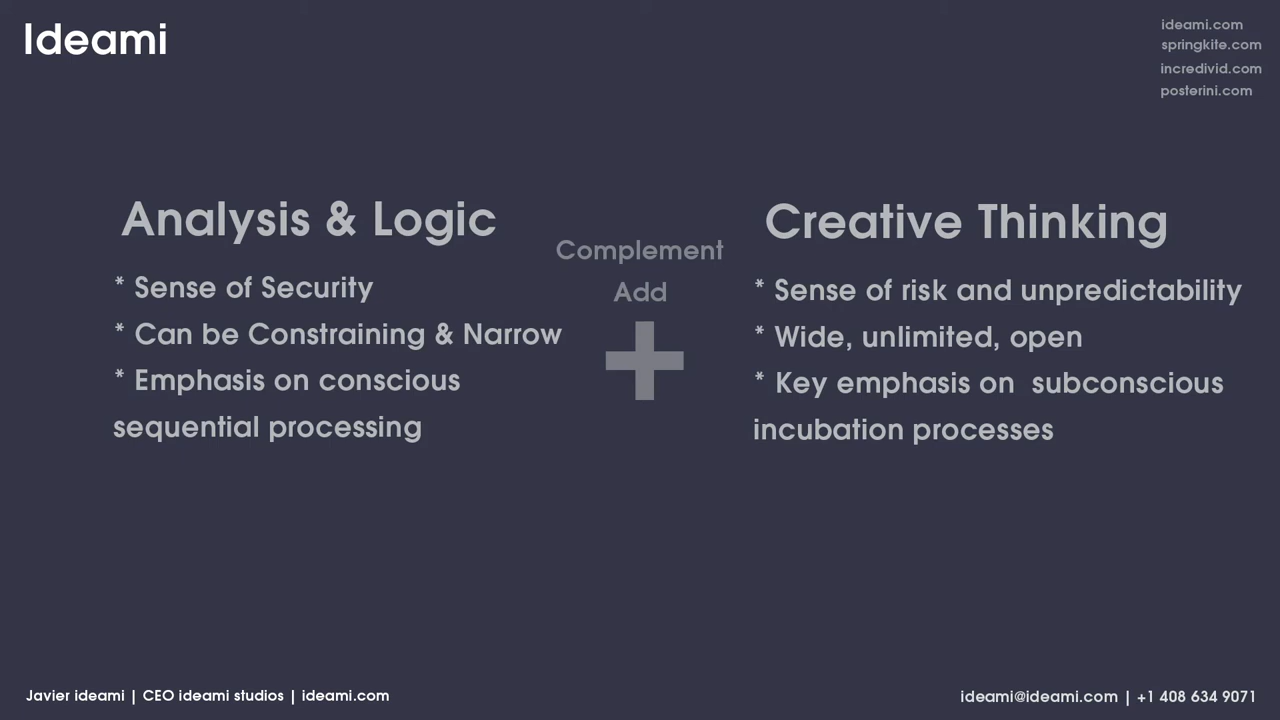 Ideami
ideami.com
springkite.com
incredivid.com
posterini.com
Analysis & Logic
* Sense of Security
* Can be Constraining & Narrow
* Emphasis on conscious
sequential processing
Complement
Add
+
Creative Thinking
* Sense of risk and unpredictability
* Wide, unlimited, open
* Key emphasis on  subconscious
incubation processes
Javier ideami | CEO ideami studios | ideami.com
ideami@ideami.com | +1 408 634 9071